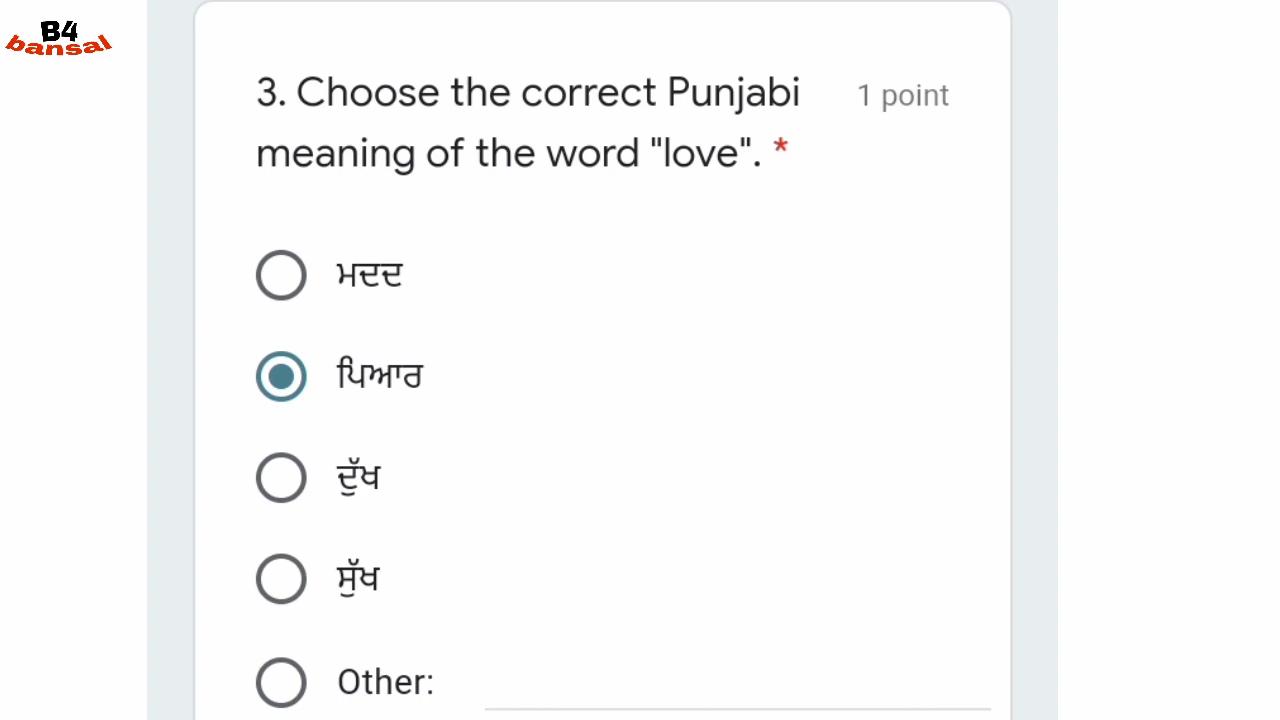 B4
bansal
3. Choose the correct Punjabi
1 point
meaning of the word "love". *
ਮਦਦ
ਪਿਆਰ
ਦੁੱਖ
ਸੁੱਖ
Other: